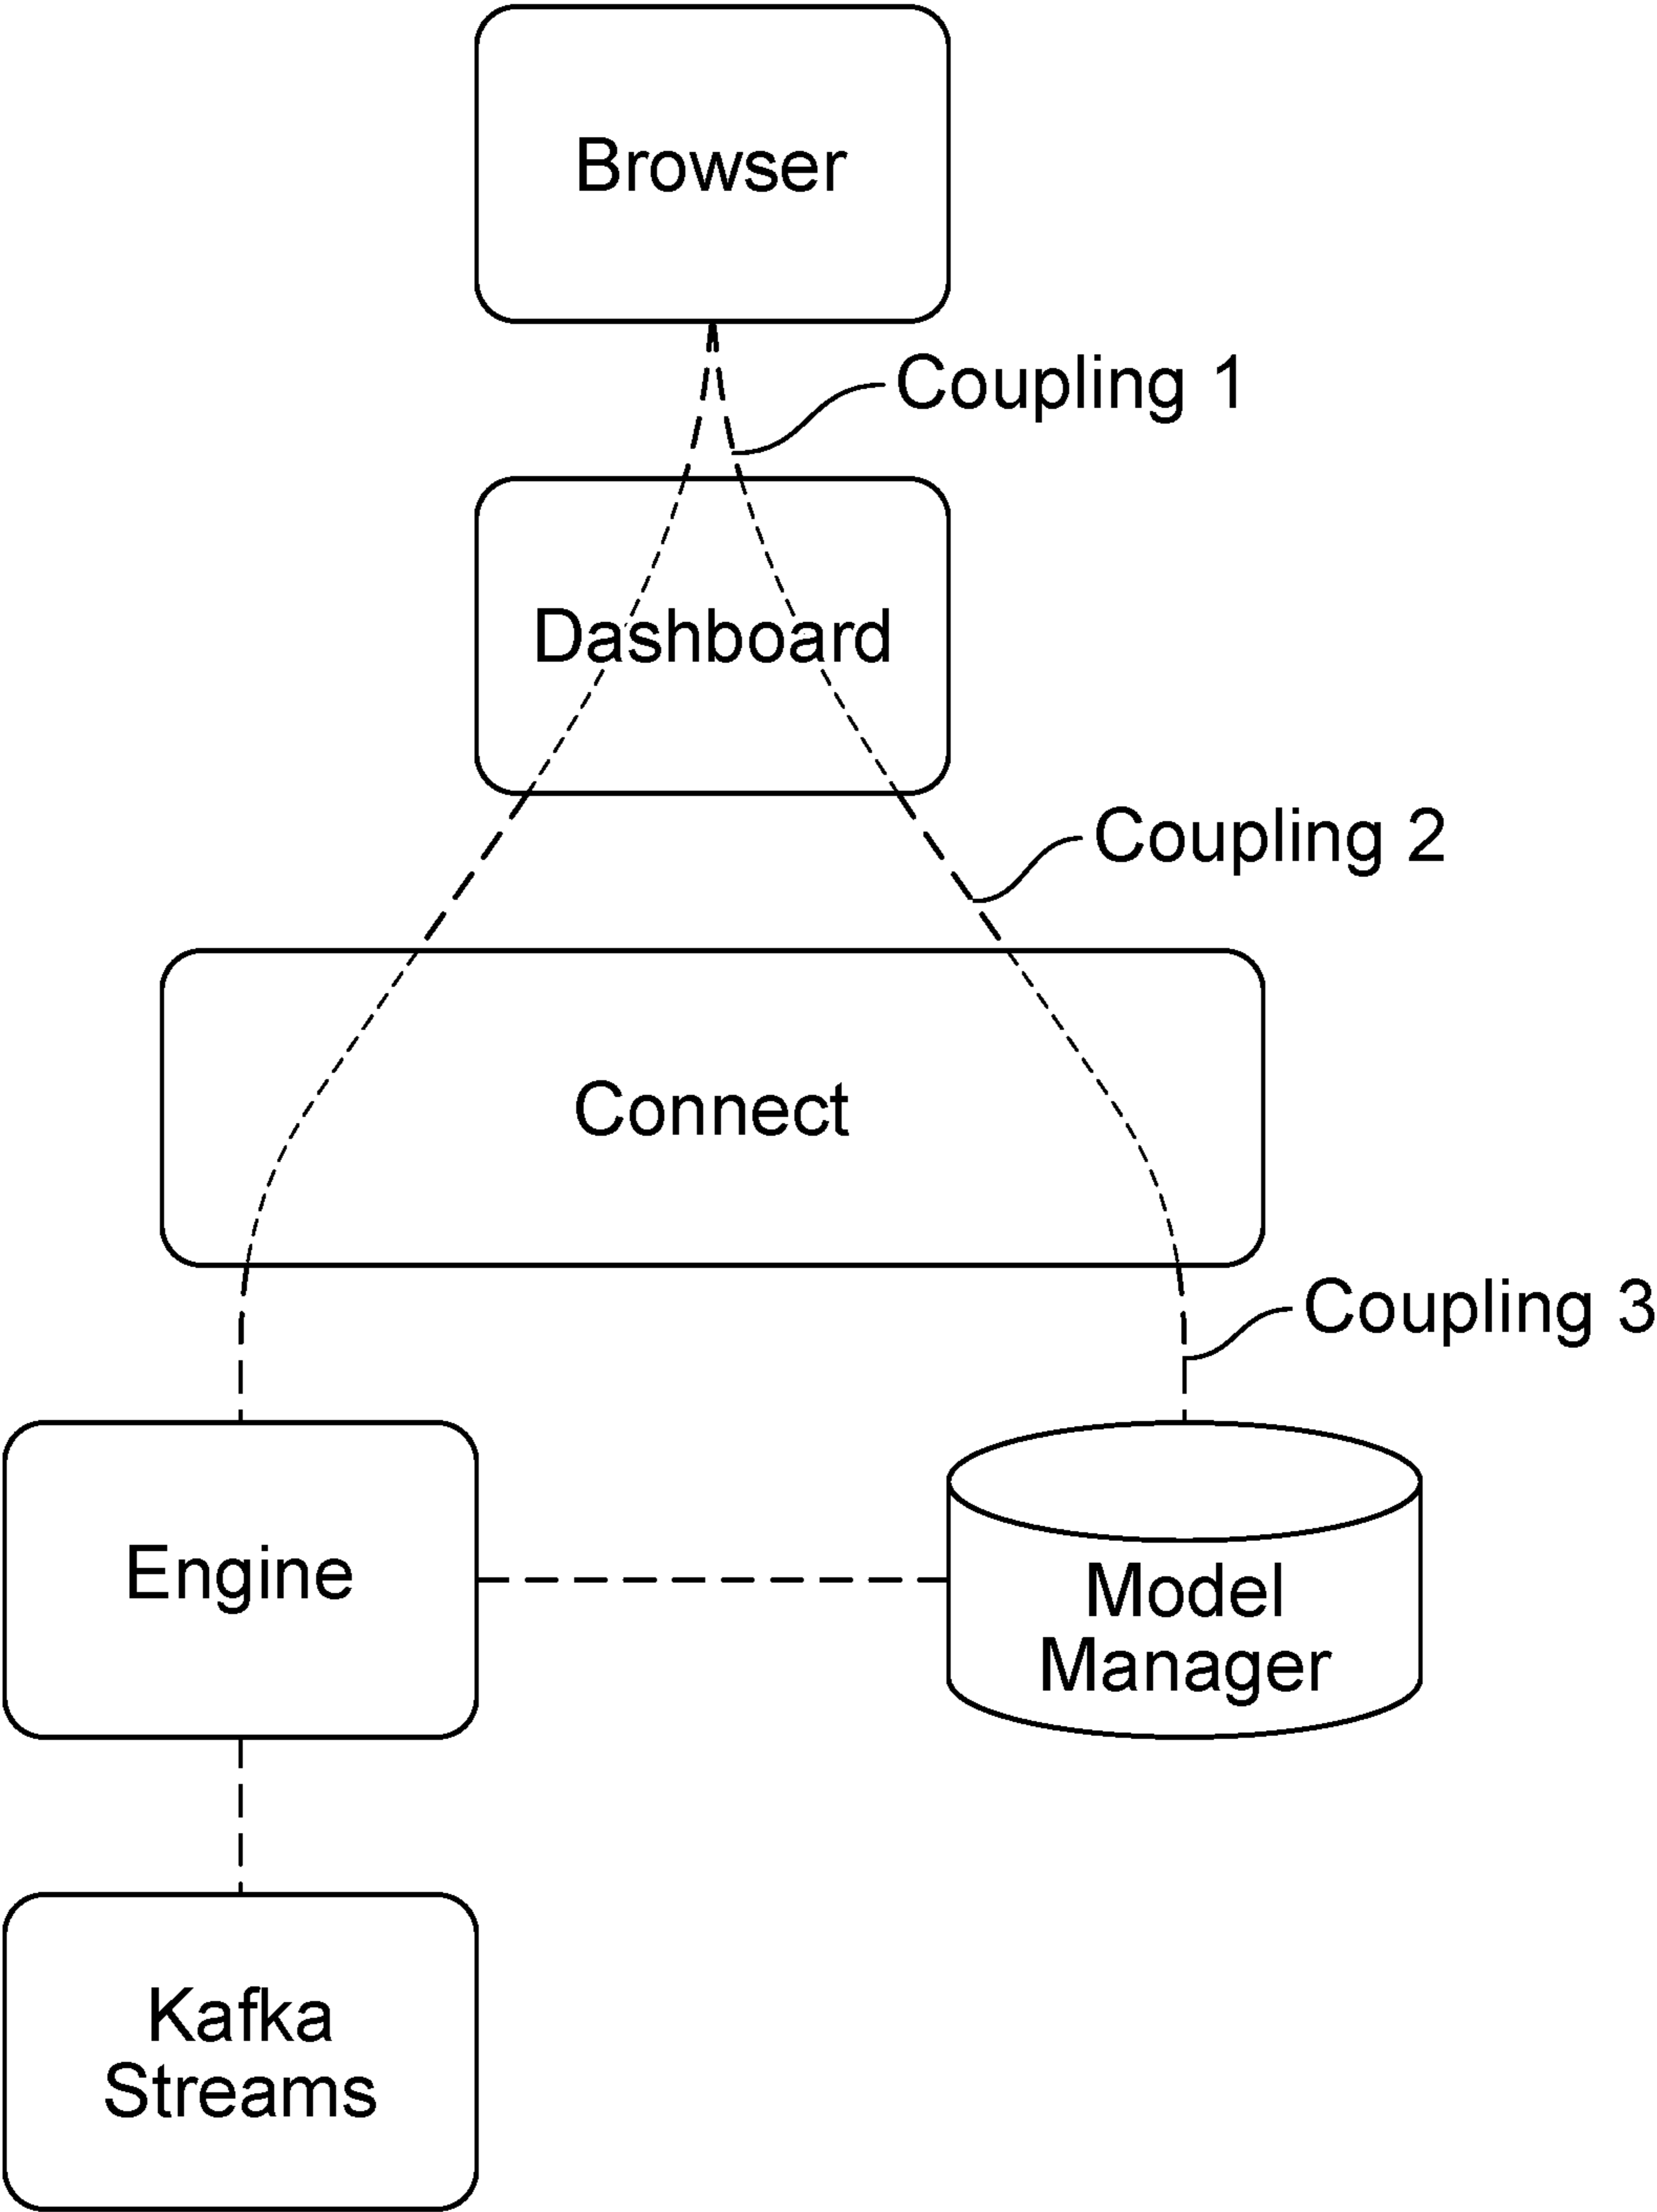 Browser
Coupling 1
Dashboard
Coupling 2
Connect
Coupling 3
Engine
Model
Manager
Kafka
Streams